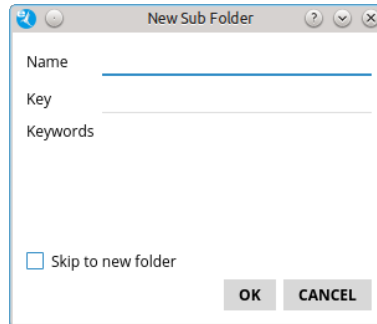 New Sub Folder
Name
Key
Keywords
Skip to new folder
OK CANCEL